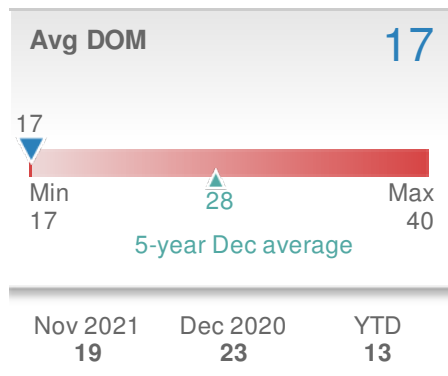 Avg DOM 17
17
Min Max
17 28 40
5-year Dec average
Nov 2021 Dec 2020 YTD
19 23 13